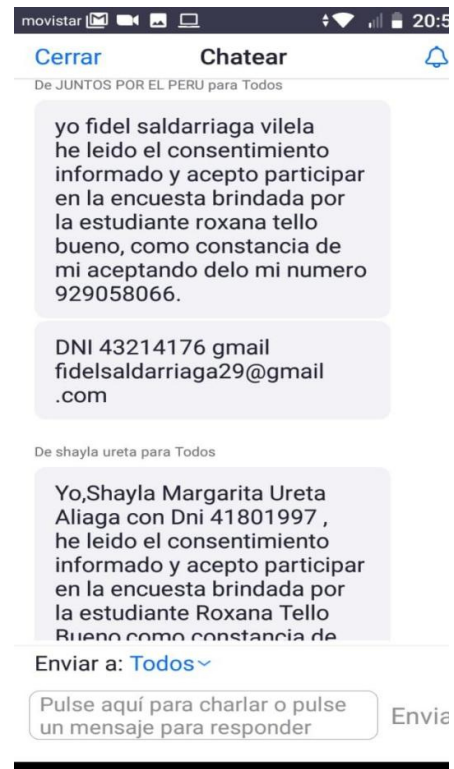 movistar 20:5
Cerrar Chatear
De JUNTOS POR EL PERU para Todos
yo fidel saldarriaga vilela
he leido el consentimiento
informado y acepto participar
en la encuesta brindada por
la estudiante roxana tello
bueno, como constancia de
mi aceptando delo mi numero
929058066.
DNI 43214176 gmail
fidelsaldarriaga29@gmail
.com
De shayla ureta para Todos
Yo,Shayla Margarita Ureta
Aliaga con Dni 41801997 ,
he leido el consentimiento
informado y acepto participar
en la encuesta brindada por
la estudiante Roxana Tello
Bueno como constancia de
Enviar a: Todos
Pulse aquí para charlar o pulse
un mensaje para responder
Envia